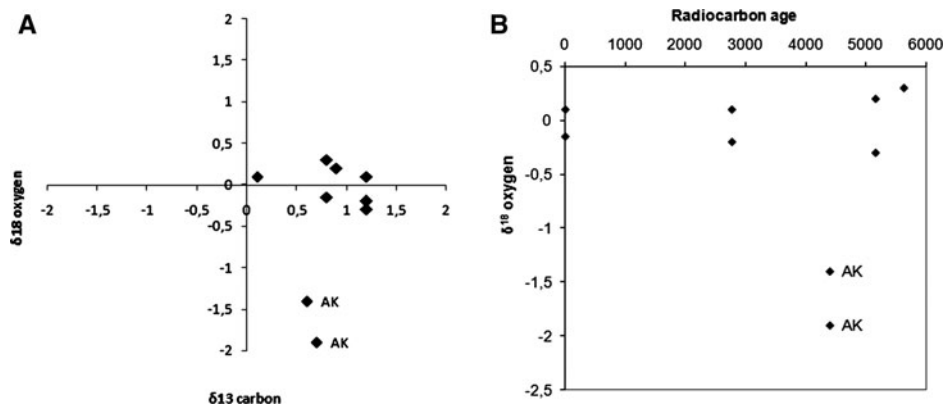 A
2
1,5
1
0,5
0
-2 -1,5 -1 -0,5 0 0,5 1 1,5 2
-0,5
-1
-1,5 AK
-2 AK
δ18 oxygen
δ13 carbon
B
Radiocarbon age
0 1000 2000 3000 4000 5000 6000
0,5
0
-0,5
-1
-1,5
-2
-2,5
AK
AK
δ¹⁸ oxygen